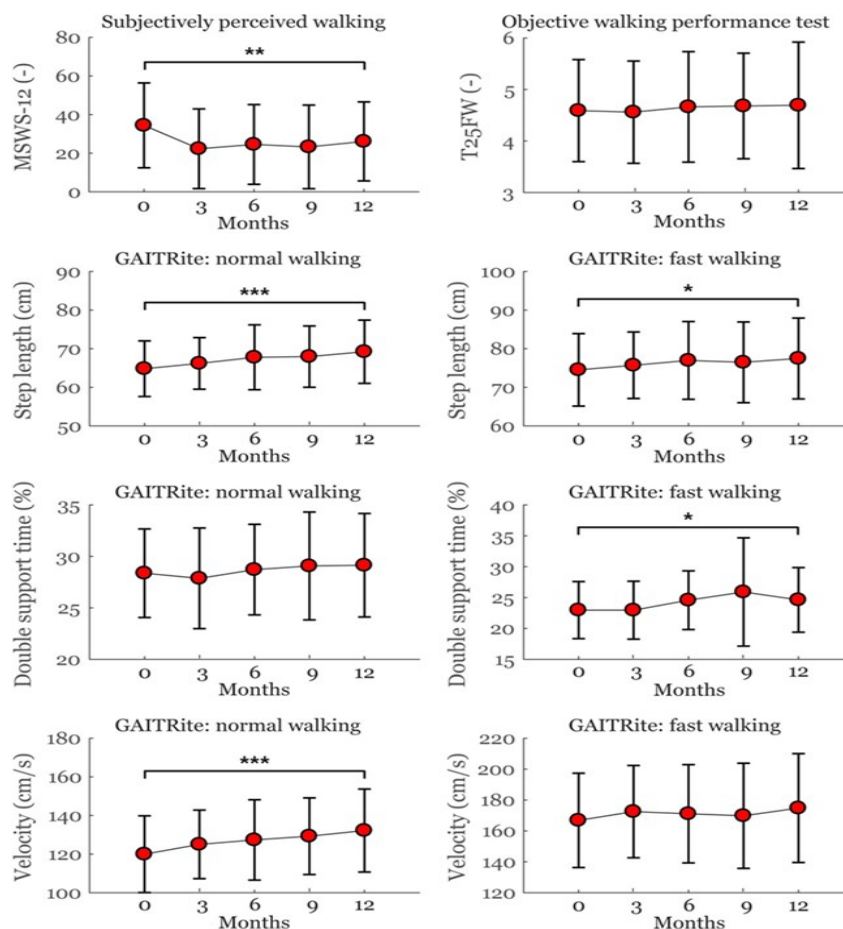 Subjectively perceived walking
MSWS-12 (-)
80
60
40
20
0
**
0 3 6 9 12
Months
Objective walking performance test
T25FW (-)
6
5
4
3
0 3 6 9 12
Months
GAITRite: normal walking
Step length (cm)
90
80
70
60
50
***
0 3 6 9 12
Months
GAITRite: fast walking
Step length (cm)
100
90
80
70
60
*
0 3 6 9 12
Months
GAITRite: normal walking
Double support time (%)
35
30
25
20
0 3 6 9 12
Months
GAITRite: fast walking
Double support time (%)
40
35
30
25
20
15
*
0 3 6 9 12
Months
GAITRite: normal walking
Velocity (cm/s)
180
160
140
120
100
***
0 3 6 9 12
Months
GAITRite: fast walking
Velocity (cm/s)
220
200
180
160
140
120
0 3 6 9 12
Months